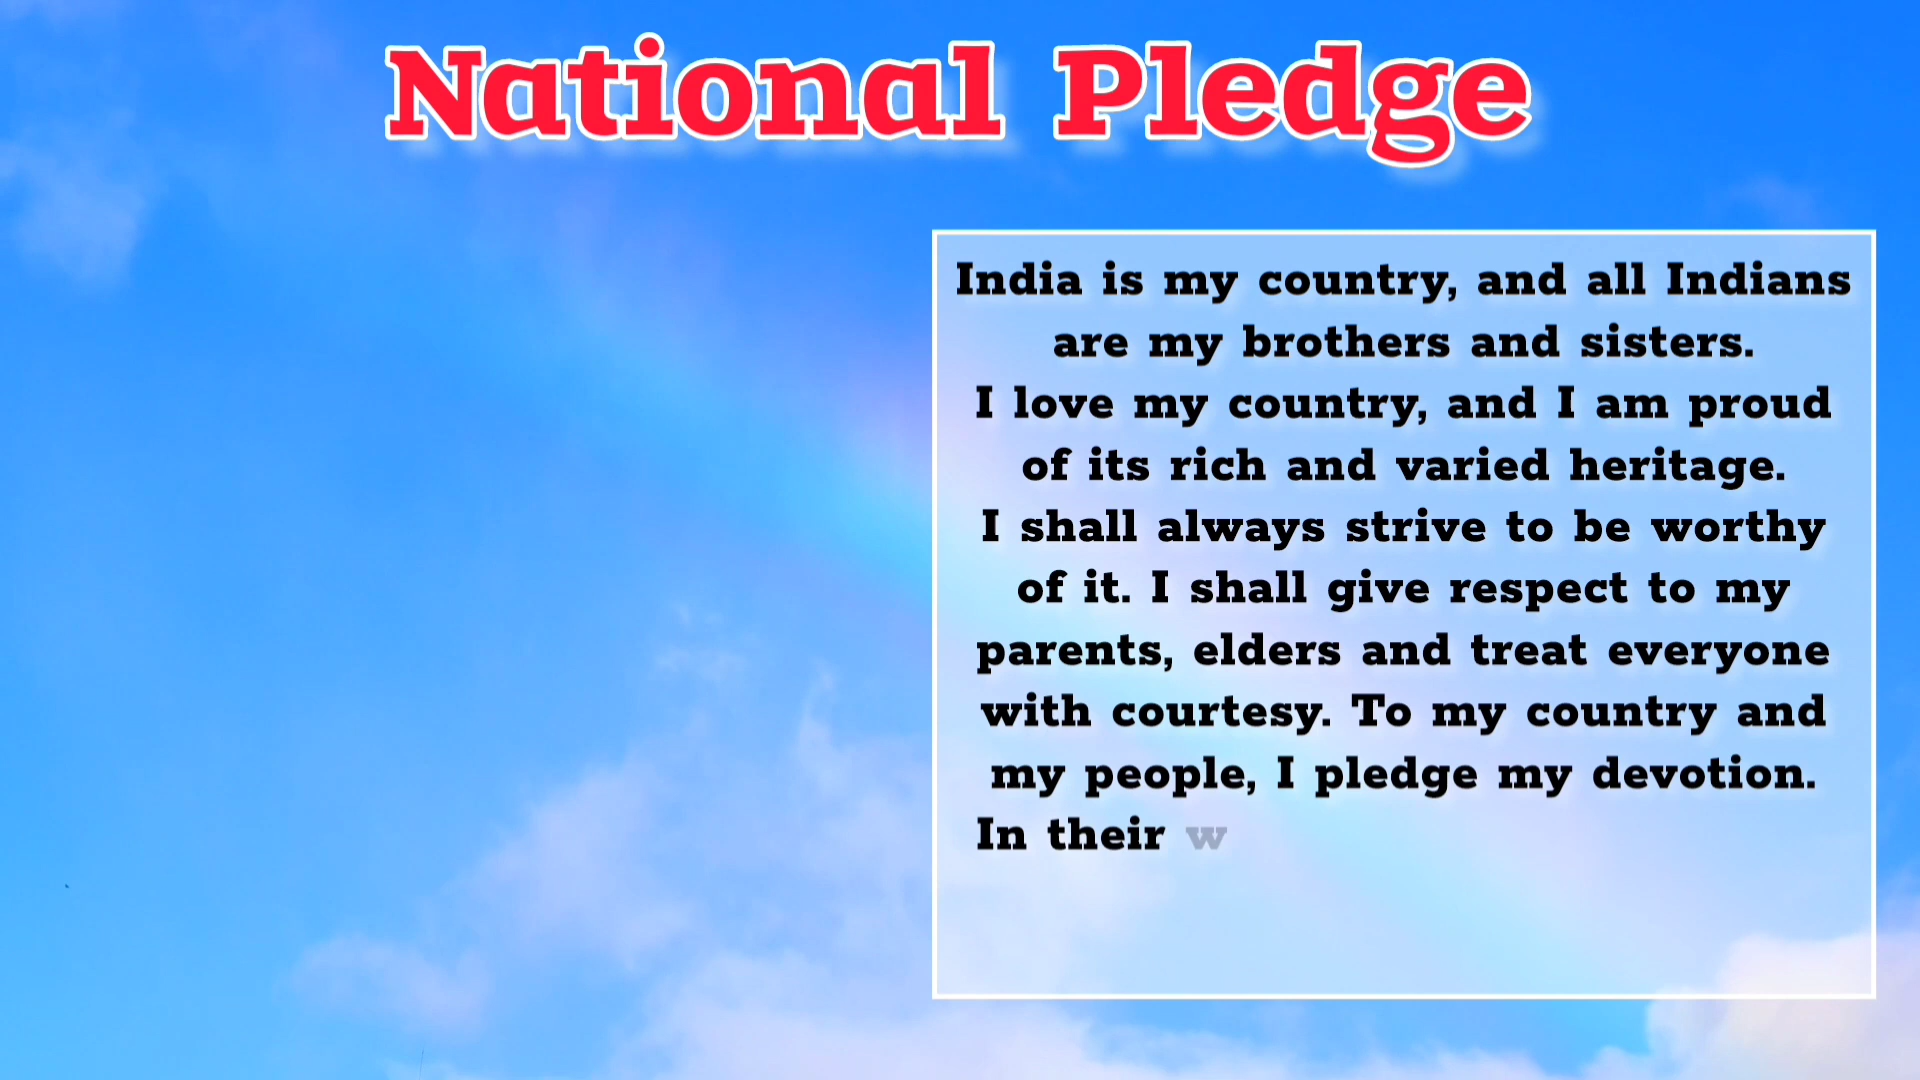 National Pledge
India is my country, and all Indians
are my brothers and sisters.
I love my country, and I am proud
of its rich and varied heritage.
I shall always strive to be worthy
of it. I shall give respect to my
parents, elders and treat everyone
with courtesy. To my country and
my people, I pledge my devotion.
In their w